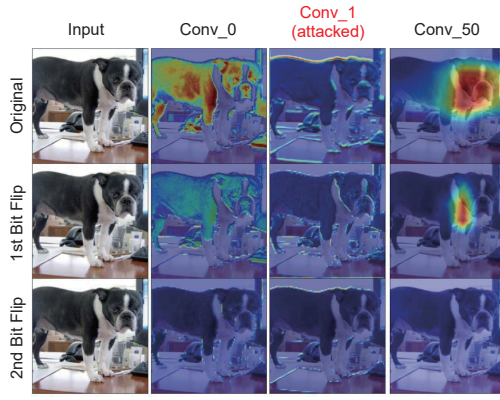 Input
Conv_0
Conv_1
(attacked)
Conv_50
Original
1st Bit Flip
2nd Bit Flip